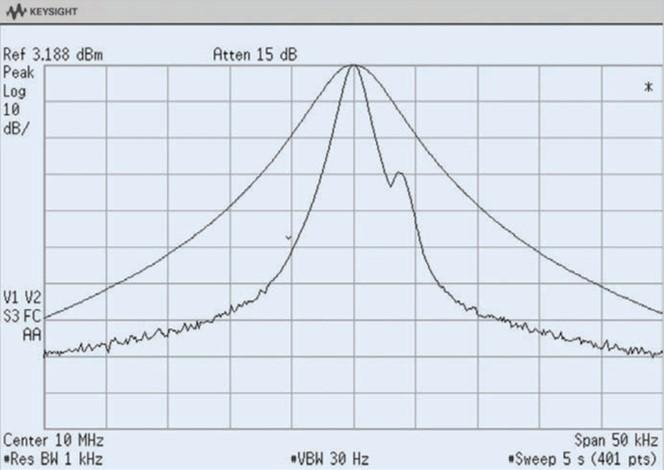 KEYSIGHT
Ref 3.188 dBm Atten 15 dB
Peak
Log
10
dB/
*
V1 V2
S3 FC
AA
Center 10 MHz Span 50 kHz
*Res BW 1 kHz *VBW 30 Hz *Sweep 5 s (401 pts)